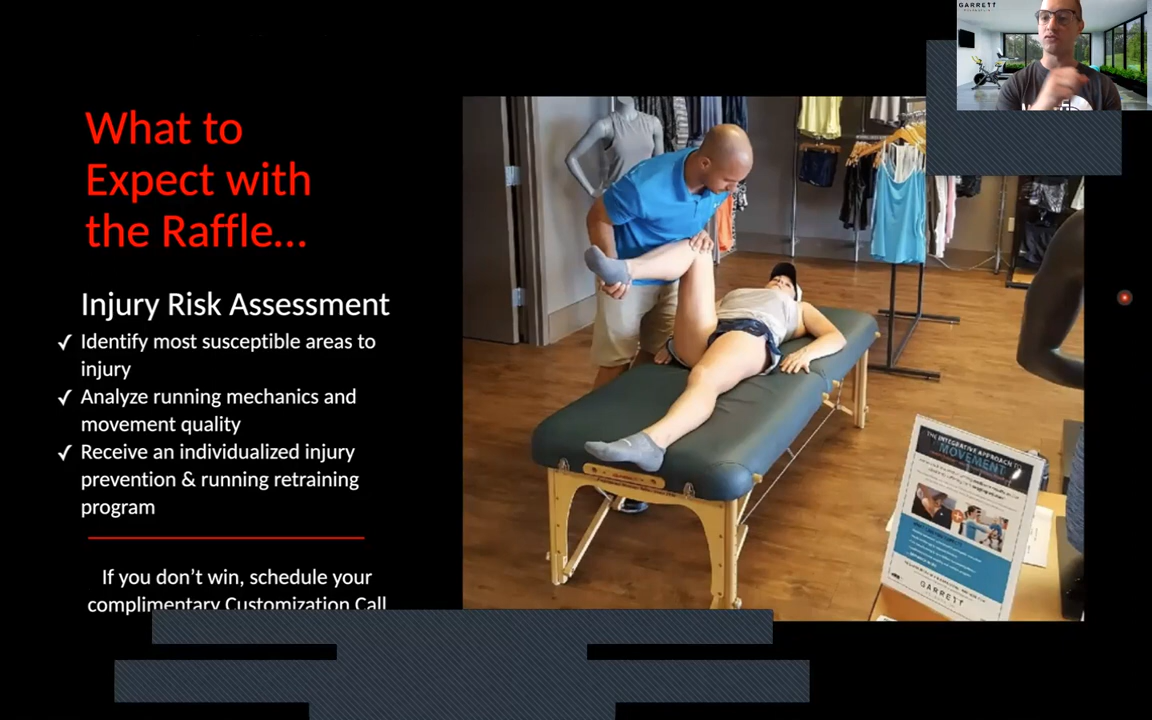 GARRETT
What to
Expect with
the Raffle...
Injury Risk Assessment
✓ Identify most susceptible areas to
injury
✓ Analyze running mechanics and
movement quality
✓ Receive an individualized injury
prevention & running retraining
program
If you don't win, schedule your
complimentary Customization Call
THE INTEGRATIVE APPROACH TO
MOVEMENT
GARRETT